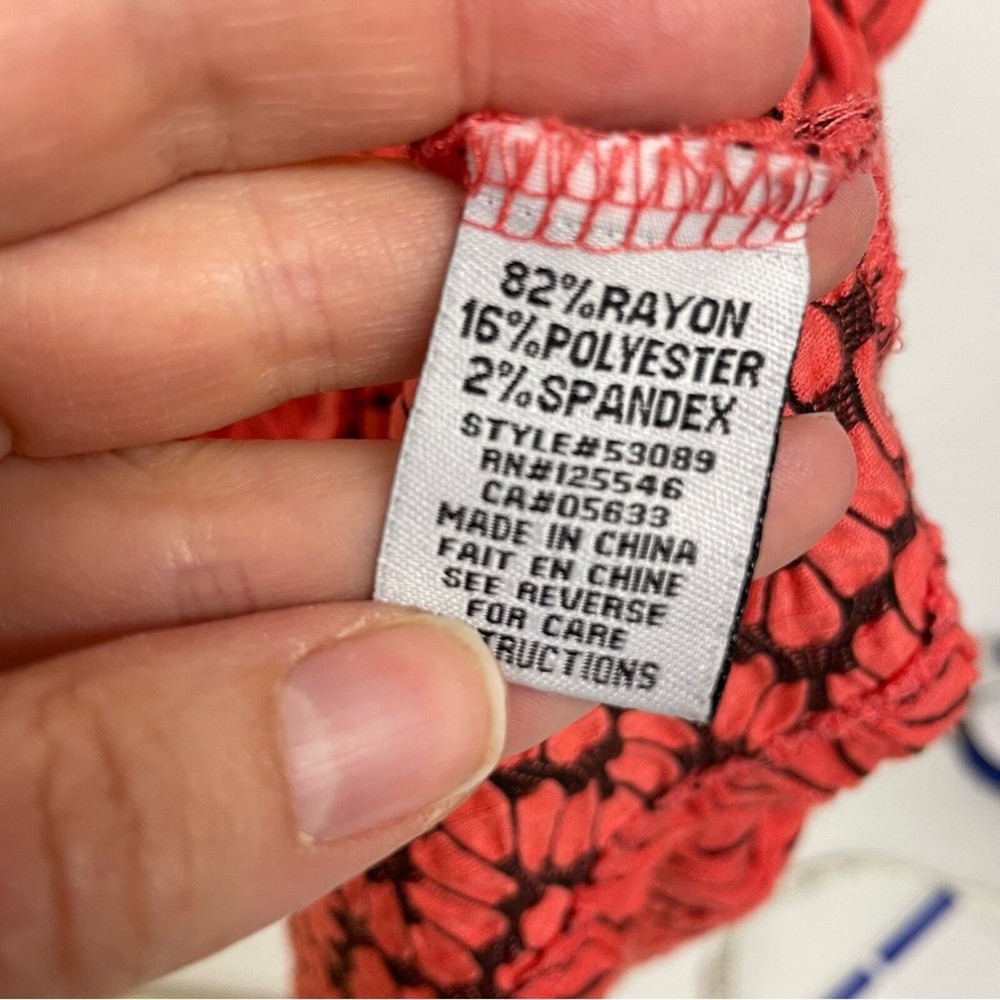 82%RAYON
16%POLYESTER
2%SPANDEX
STYLE#53089
RN#125546
CA#05633
MADE IN CHINA
FAIT EN CHINE
SEE REVERSE
FOR CARE
TRUCTIONS